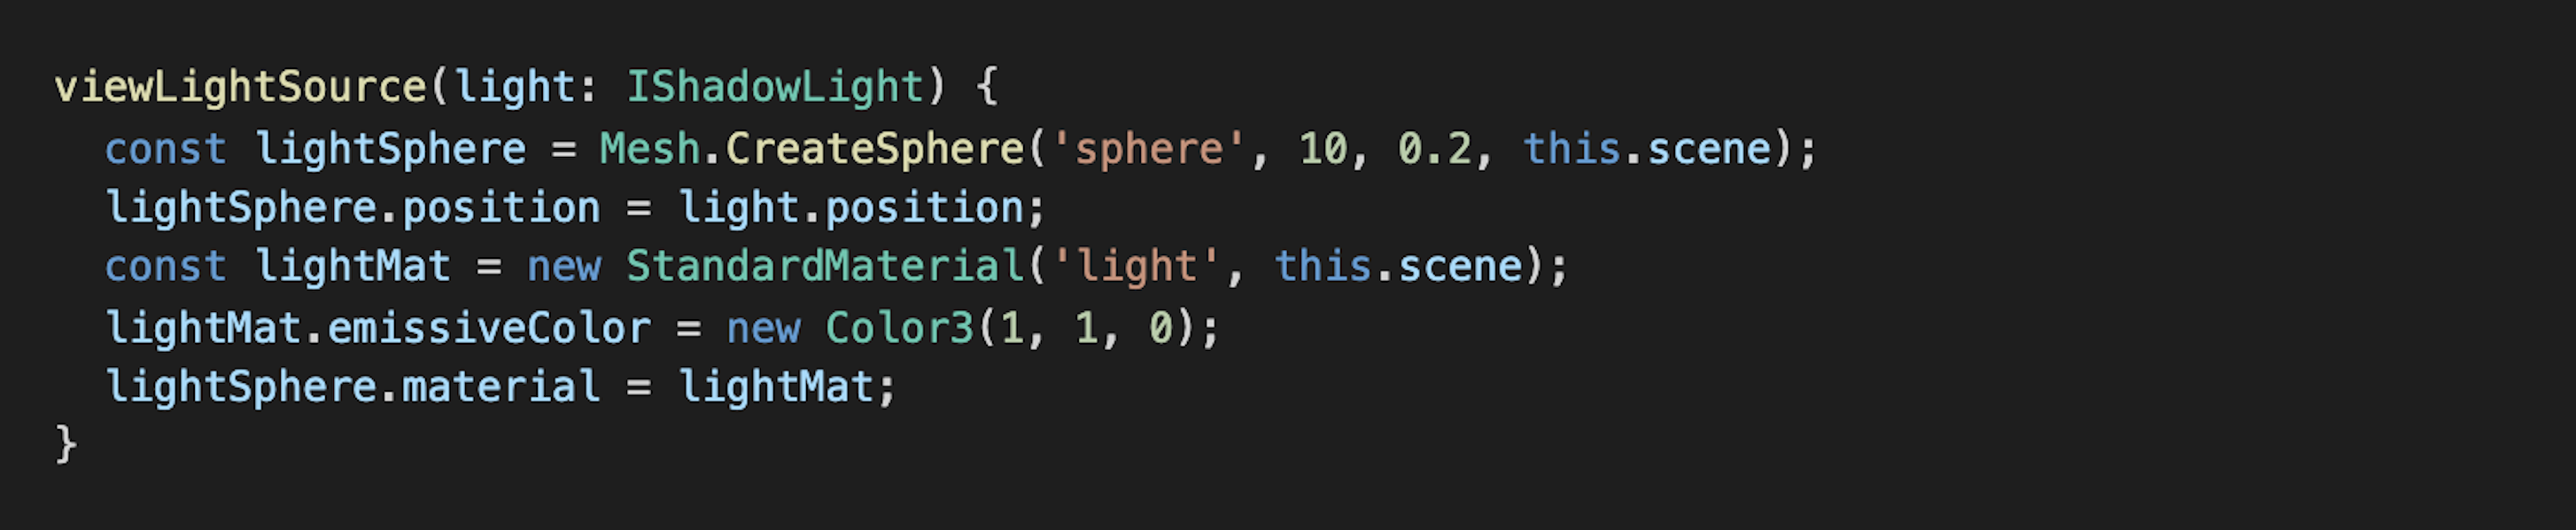 viewLightSource(light: IShadowLight) {
  const lightSphere = Mesh.CreateSphere('sphere', 10, 0.2, this.scene);
  lightSphere.position = light.position;
  const lightMat = new StandardMaterial('light', this.scene);
  lightMat.emissiveColor = new Color3(1, 1, 0);
  lightSphere.material = lightMat;
}